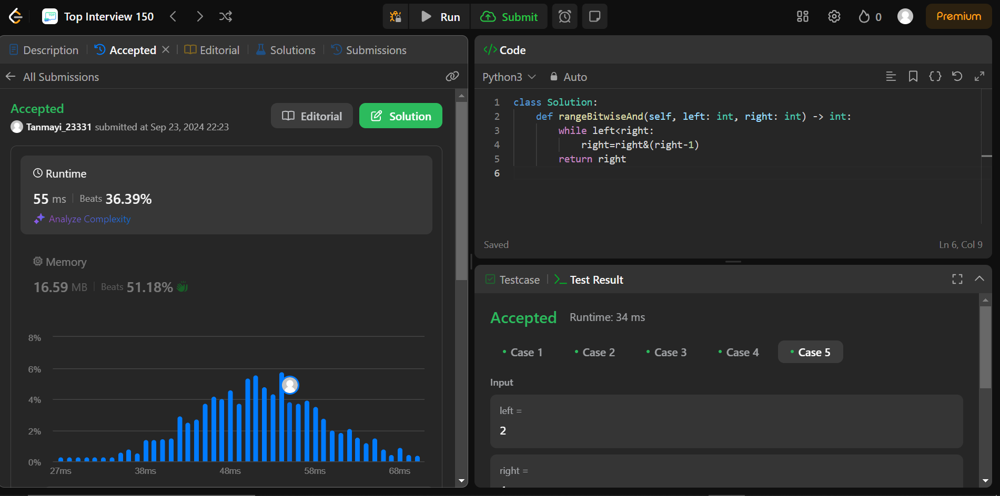 Top Interview 150
Run
Submit
0
Premium
Description
Accepted
Editorial
Solutions
Submissions
All Submissions
Accepted
Tanmayi_23331 submitted at Sep 23, 2024 22:23
Editorial
Solution
Runtime
55 ms
Beats 36.39%
Analyze Complexity
Memory
16.59 MB
Beats 51.18%
8%
6%
4%
2%
0%
27ms 38ms 48ms 58ms 68ms
</> Code
Python3
Auto
1 class Solution:
2 def rangeBitwiseAnd(self, left: int, right: int) -> int:
3 while left<right:
4 right=right&(right-1)
5 return right
6
Saved
Ln 6, Col 9
Testcase
Test Result
Accepted
Runtime: 34 ms
Case 1
Case 2
Case 3
Case 4
Case 5
Input
left =
2
right =